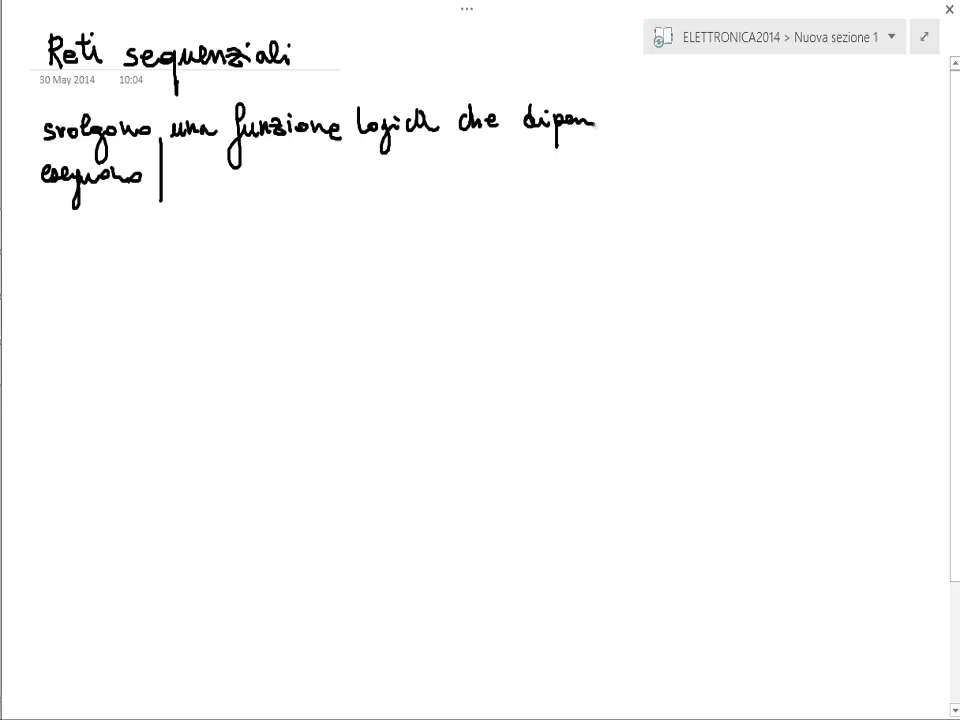 ...
ELETTRONICA2014 > Nuova sezione 1
Reti sequenziali
30 May 2014 10:04
svolgono una funzione logica che dipen
eseguono